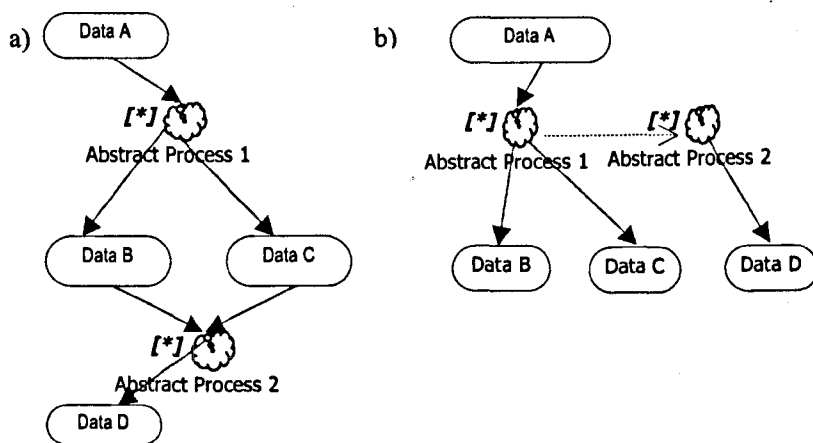 a)
Data A
[*]
Abstract Process 1
Data B
Data C
[*]
Abstract Process 2
Data D
b)
Data A
[*]
Abstract Process 1
[*]
Abstract Process 2
Data B
Data C
Data D